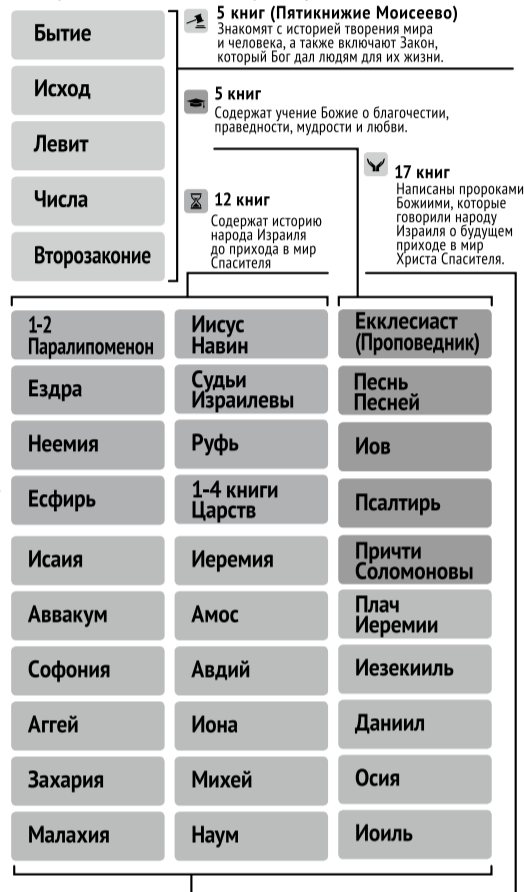 Бытие
Исход
Левит
Числа
Второзаконие
5 книг (Пятикнижие Моисеево)
Знакомят с историей творения мира
и человека, а также включают Закон,
который Бог дал людям для их жизни.
5 книг
Содержат учение Божие о благочестии,
праведности, мудрости и любви.
17 книг
Написаны пророками
Божиими, которые
говорили народу
Израиля о будущем
приходе в мир
Христа Спасителя.
12 книг
Содержат историю
народа Израиля
до прихода в мир
Спасителя
1-2
Паралипоменон
Иисус
Навин
Екклесиаст
(Проповедник)
Ездра
Судьи
Израилевы
Песнь
Песней
Неемия
Руфь
Иов
Есфирь
1-4 книги
Царств
Псалтирь
Исаия
Иеремия
Причти
Соломоновы
Аввакум
Амос
Плач
Иеремии
Софония
Авдий
Иезекииль
Аггей
Иона
Даниил
Захария
Михей
Осия
Малахия
Наум
Иоиль